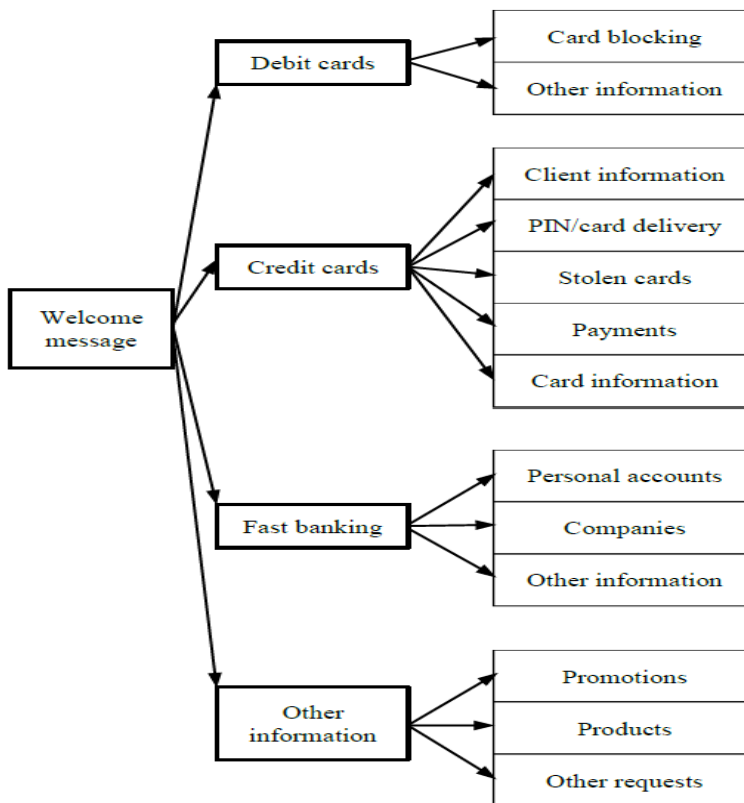 Debit cards
Card blocking
Other information
Client information
PIN/card delivery
Credit cards
Stolen cards
Payments
Card information
Welcome
message
Personal accounts
Fast banking
Companies
Other information
Promotions
Other
information
Products
Other requests